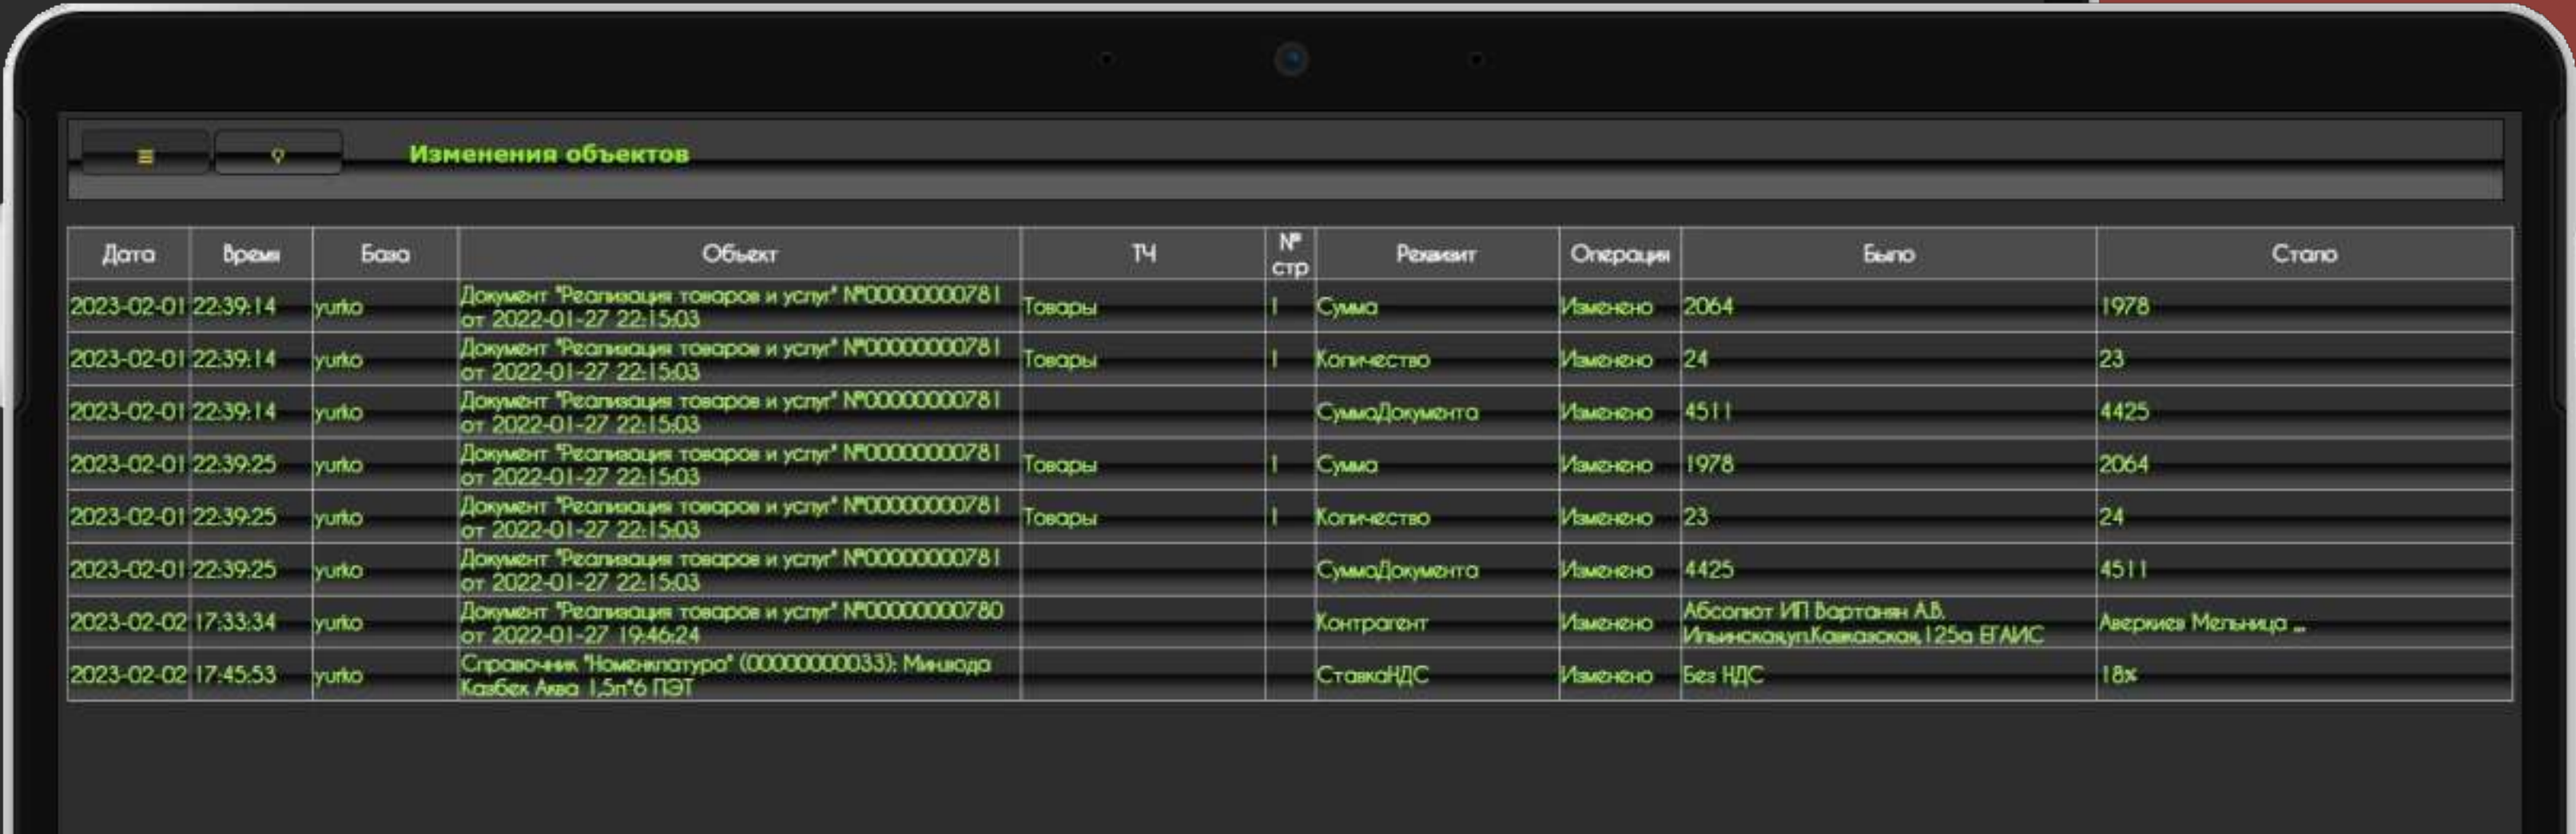 Изменения объектов
Дата Время База Объект ТЧ № стр Реквизит Операция Было Стало
2023-02-01 22:39:14 yurko Документ "Реализация товаров и услуг" №00000000781 Товары 1 Сумма Изменено 2064 1978
от 2022-01-27 22:15:03
2023-02-01 22:39:14 yurko Документ "Реализация товаров и услуг" №00000000781 Товары 1 Количество Изменено 24 23
от 2022-01-27 22:15:03
2023-02-01 22:39:14 yurko Документ "Реализация товаров и услуг" №00000000781 СуммаДокумента Изменено 4511 4425
от 2022-01-27 22:15:03
2023-02-01 22:39:25 yurko Документ "Реализация товаров и услуг" №00000000781 Товары 1 Сумма Изменено 1978 2064
от 2022-01-27 22:15:03
2023-02-01 22:39:25 yurko Документ "Реализация товаров и услуг" №00000000781 Товары 1 Количество Изменено 23 24
от 2022-01-27 22:15:03
2023-02-01 22:39:25 yurko Документ "Реализация товаров и услуг" №00000000781 СуммаДокумента Изменено 4425 4511
от 2022-01-27 22:15:03
2023-02-02 17:33:34 yurko Документ "Реализация товаров и услуг" №00000000780 Контрагент Изменено Абсолют ИП Вартанян А.В. Аверкиев Мельница ...
от 2022-01-27 19:46:24 Ильинская,ул.Кавказская,125а ЕГАИС
2023-02-02 17:45:53 yurko Справочник "Номенклатура" (00000000033); Мин.вода СтавкаНДС Изменено Без НДС 18%
Казбек Аква 1,5л*6 ПЭТ